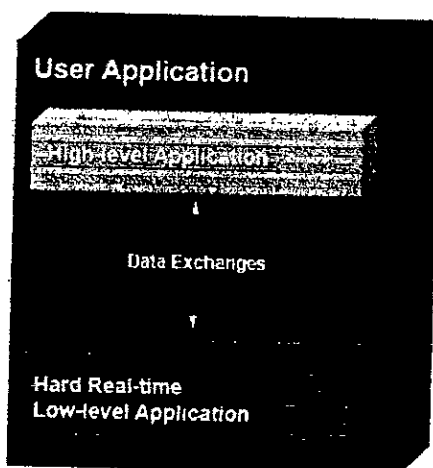 User Application
High-level Application
Data Exchanges
Hard Real-time
Low-level Application